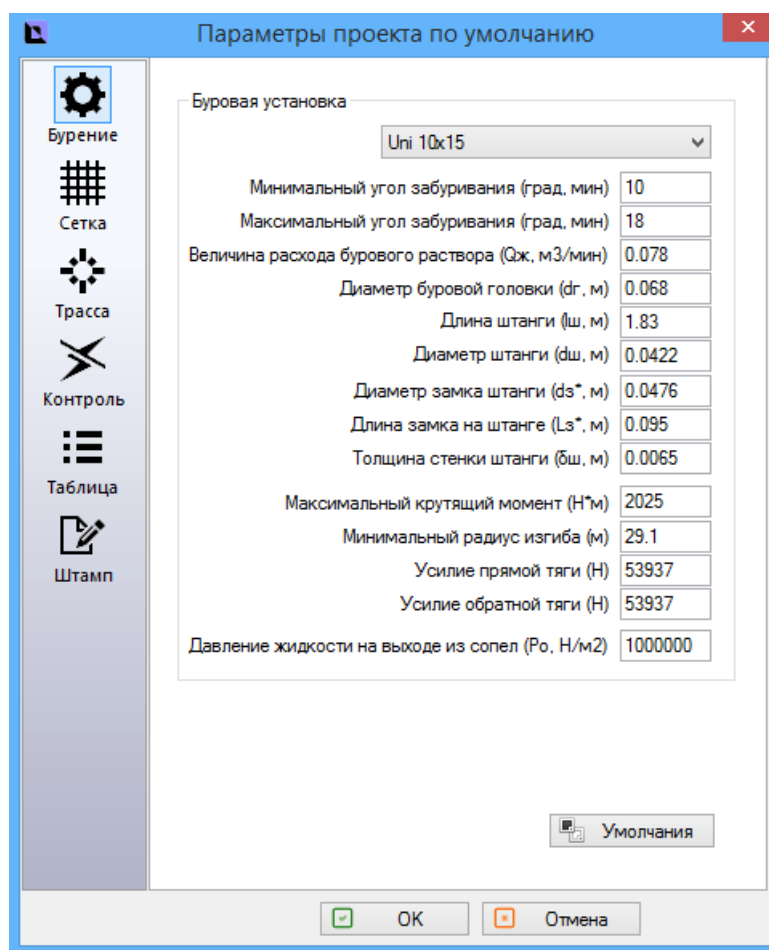 Параметры проекта по умолчанию
Бурение
Сетка
Трасса
Контроль
Таблица
Штамп
Буровая установка
Uni 10x15
Минимальный угол забуривания (град, мин) 10
Максимальный угол забуривания (град, мин) 18
Величина расхода бурового раствора (Qж, м3/мин) 0.078
Диаметр буровой головки (dг, м) 0.068
Длина штанги (lш, м) 1.83
Диаметр штанги (dш, м) 0.0422
Диаметр замка штанги (dз*, м) 0.0476
Длина замка на штанге (Lз*, м) 0.095
Толщина стенки штанги (δш, м) 0.0065
Максимальный крутящий момент (Н*м) 2025
Минимальный радиус изгиба (м) 29.1
Усилие прямой тяги (Н) 53937
Усилие обратной тяги (Н) 53937
Давление жидкости на выходе из сопел (Po, Н/м2) 1000000
Умолчания
OK
Отмена